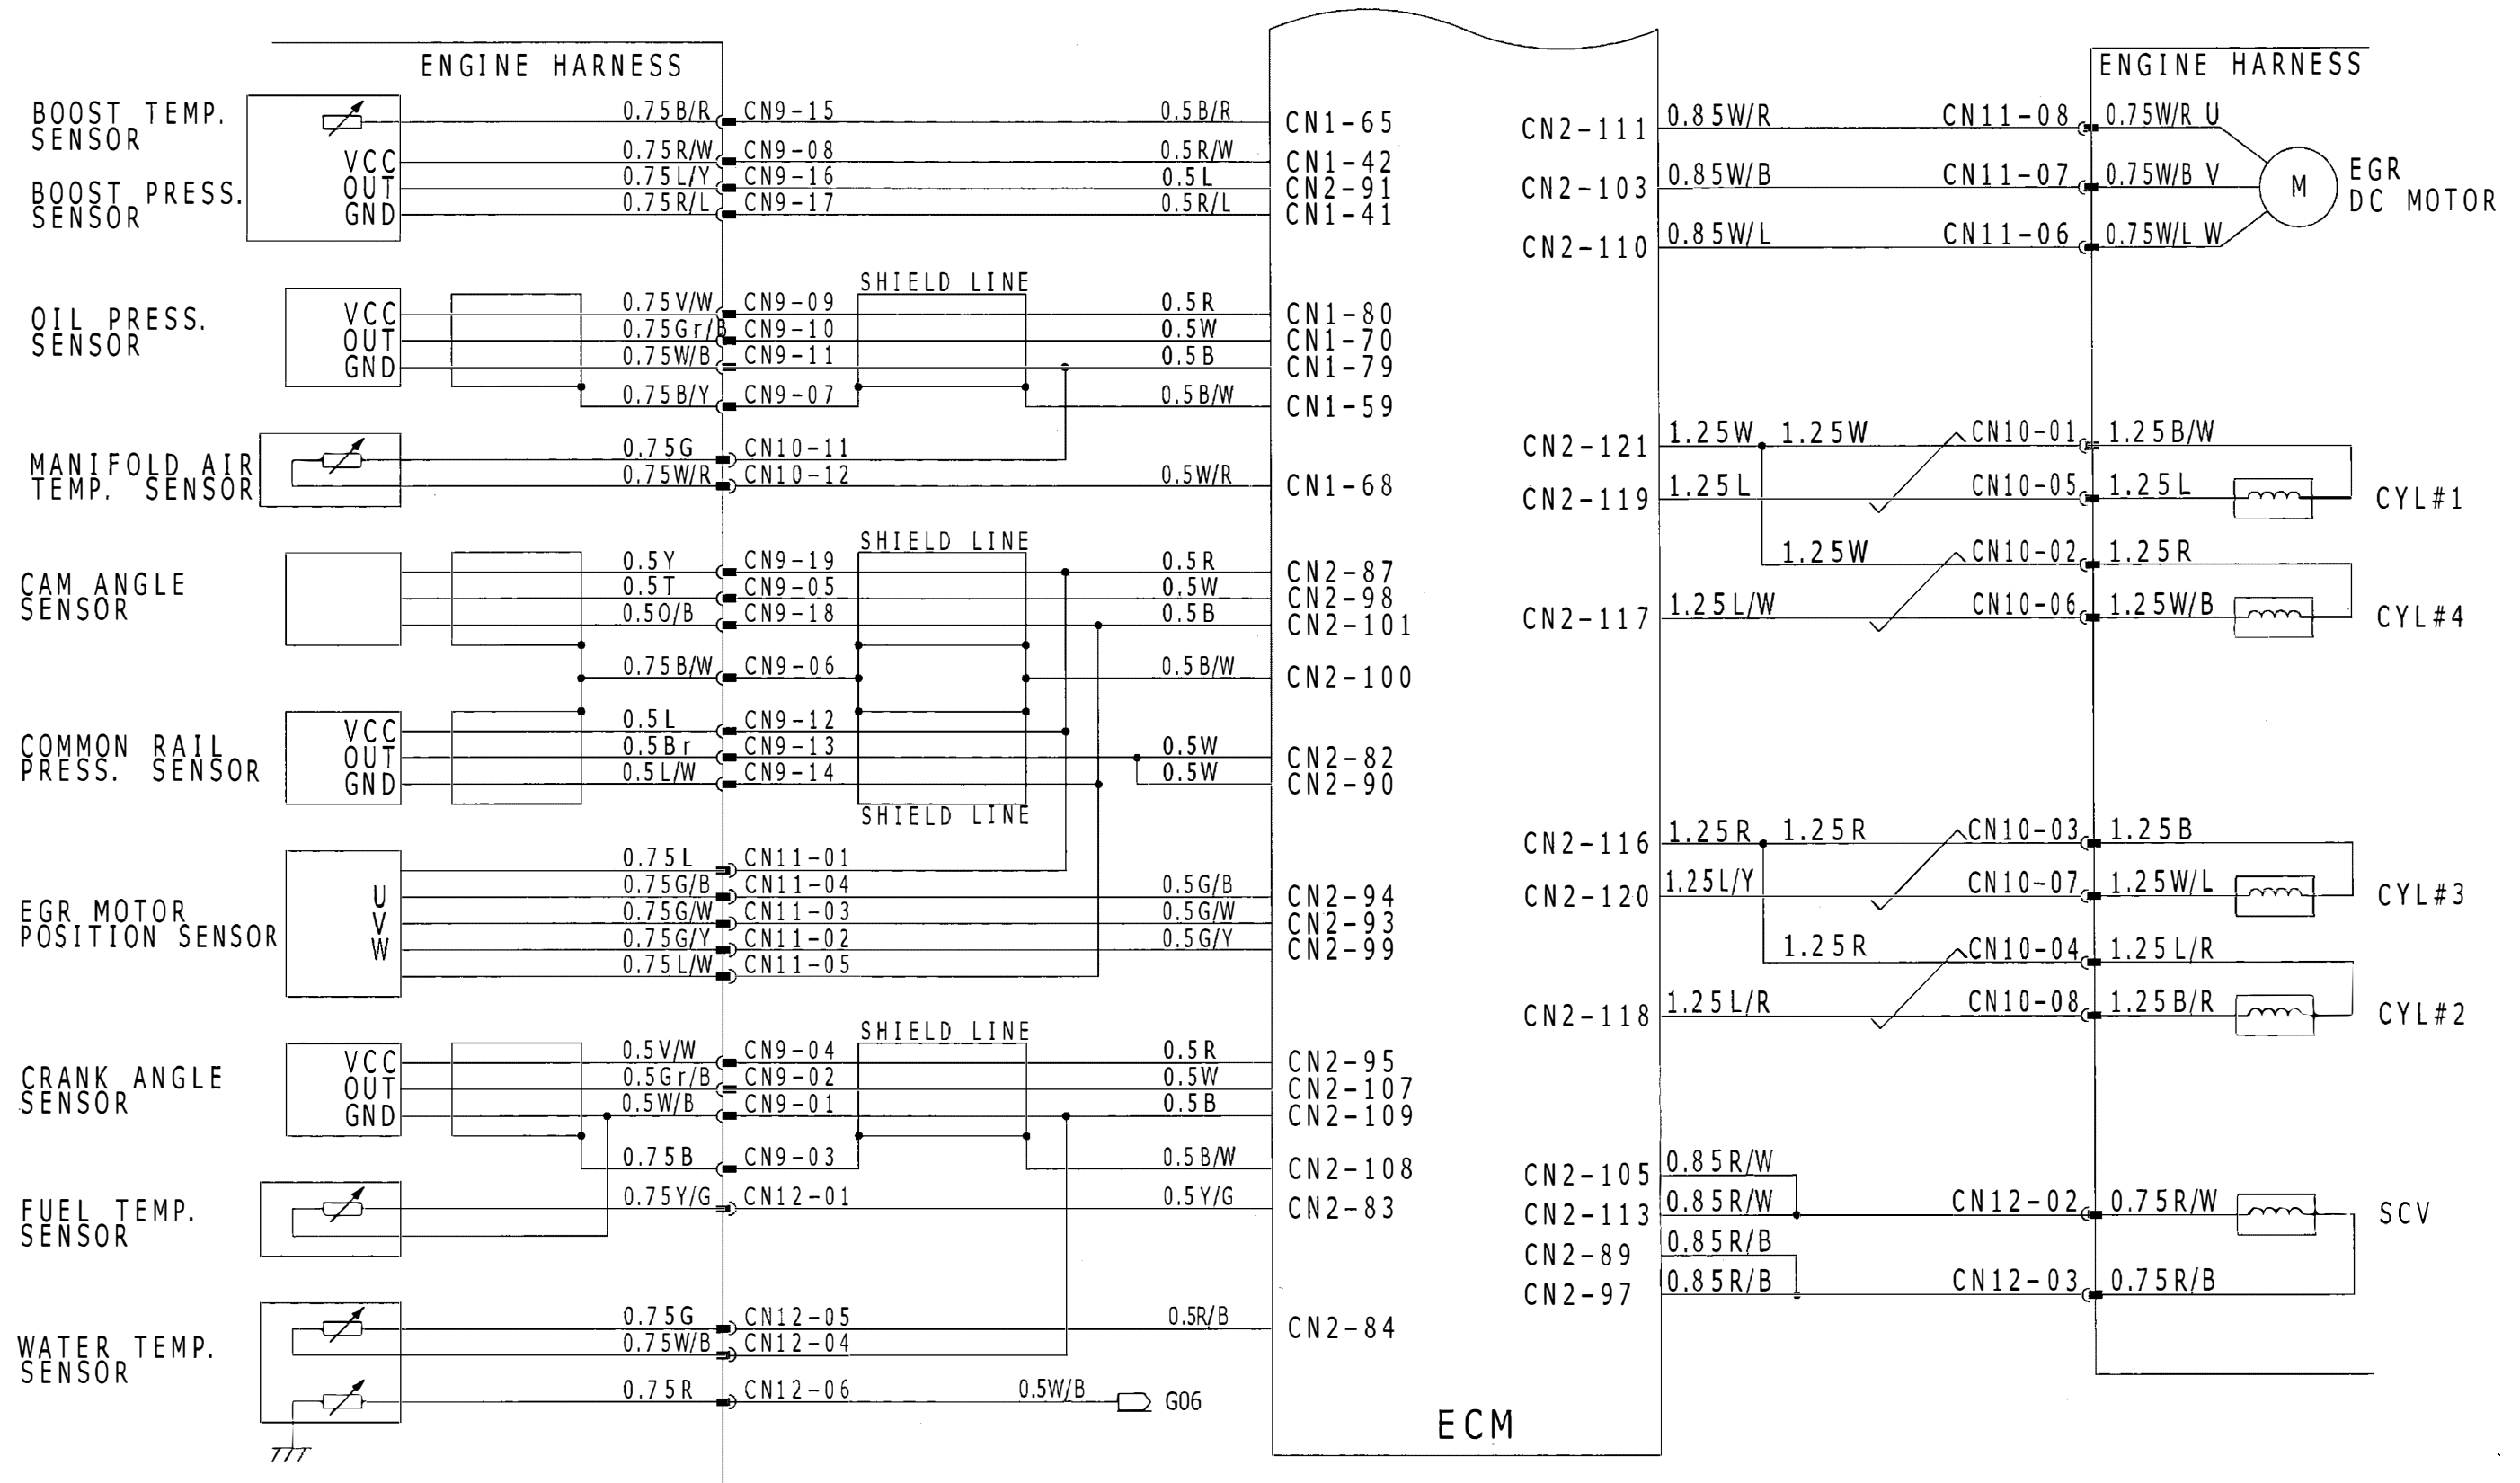 ENGINE HARNESS
BOOST TEMP.
SENSOR
0.75B/R CN9-15 0.5B/R CN1-65
VCC 0.75R/W CN9-08 0.5R/W CN1-42
BOOST PRESS.
SENSOR
OUT 0.75L/Y CN9-16 0.5L CN2-91
GND 0.75R/L CN9-17 0.5R/L CN1-41
SHIELD LINE
OIL PRESS.
SENSOR
VCC 0.75V/W CN9-09 0.5R CN1-80
OUT 0.75Gr/B CN9-10 0.5W CN1-70
GND 0.75W/B CN9-11 0.5B CN1-79
0.75B/Y CN9-07 0.5B/W CN1-59
MANIFOLD AIR
TEMP. SENSOR
0.75G CN10-11
0.75W/R CN10-12 0.5W/R CN1-68
SHIELD LINE
CAM ANGLE
SENSOR
0.5Y CN9-19 0.5R CN2-87
0.5T CN9-05 0.5W CN2-98
0.5O/B CN9-18 0.5B CN2-101
0.75B/W CN9-06 0.5B/W CN2-100
COMMON RAIL
PRESS. SENSOR
VCC 0.5L CN9-12
OUT 0.5Br CN9-13 0.5W CN2-82
GND 0.5L/W CN9-14 0.5W CN2-90
SHIELD LINE
EGR MOTOR
POSITION SENSOR
0.75L CN11-01
U 0.75G/B CN11-04 0.5G/B CN2-94
V 0.75G/W CN11-03 0.5G/W CN2-93
W 0.75G/Y CN11-02 0.5G/Y CN2-99
0.75L/W CN11-05
SHIELD LINE
CRANK ANGLE
SENSOR
VCC 0.5V/W CN9-04 0.5R CN2-95
OUT 0.5Gr/B CN9-02 0.5W CN2-107
GND 0.5W/B CN9-01 0.5B CN2-109
0.75B CN9-03 0.5B/W CN2-108
FUEL TEMP.
SENSOR
0.75Y/G CN12-01 0.5Y/G CN2-83
WATER TEMP.
SENSOR
0.75G CN12-05 0.5R/B CN2-84
0.75W/B CN12-04
0.75R CN12-06 0.5W/B G06
ECM
ENGINE HARNESS
CN2-111 0.85W/R CN11-08 0.75W/R U
CN2-103 0.85W/B CN11-07 0.75W/B V
M
EGR
DC MOTOR
CN2-110 0.85W/L CN11-06 0.75W/L W
CN2-121 1.25W 1.25W CN10-01 1.25B/W
CN2-119 1.25L CN10-05 1.25L CYL#1
1.25W CN10-02 1.25R
CN2-117 1.25L/W CN10-06 1.25W/B CYL#4
CN2-116 1.25R 1.25R CN10-03 1.25B
CN2-120 1.25L/Y CN10-07 1.25W/L CYL#3
1.25R CN10-04 1.25L/R
CN2-118 1.25L/R CN10-08 1.25B/R CYL#2
CN2-105 0.85R/W
CN2-113 0.85R/W CN12-02 0.75R/W SCV
CN2-89 0.85R/B
CN2-97 0.85R/B CN12-03 0.75R/B